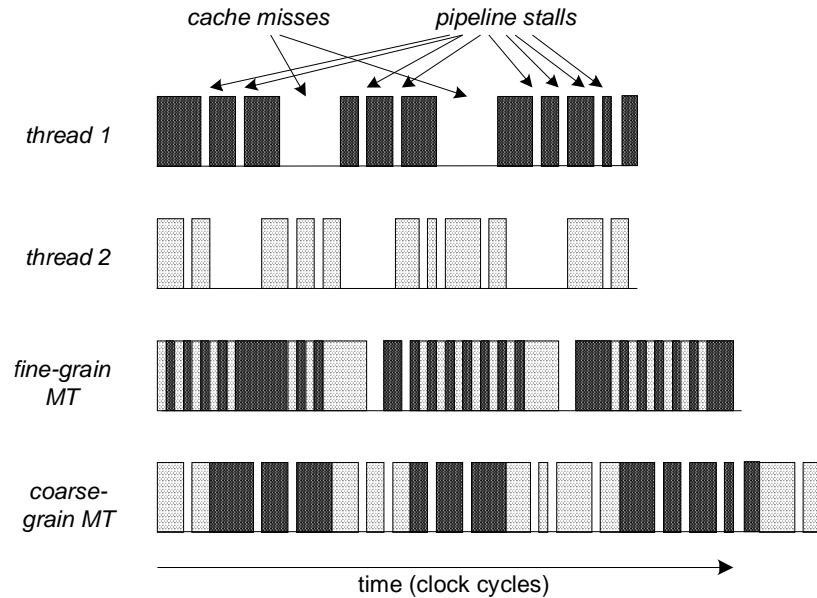 cache misses
pipeline stalls
thread 1
thread 2
fine-grain
MT
coarse-
grain MT
time (clock cycles)